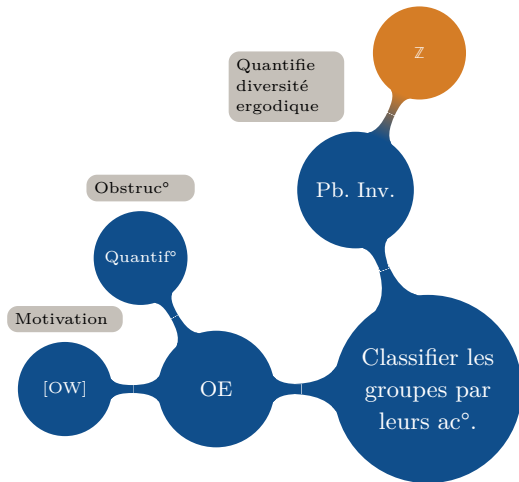 ℤ
Quantifie
diversité
ergodique
Pb. Inv.
Obstruc°
Quantif°
Motivation
[OW]
OE
Classifier les
groupes par
leurs ac°.